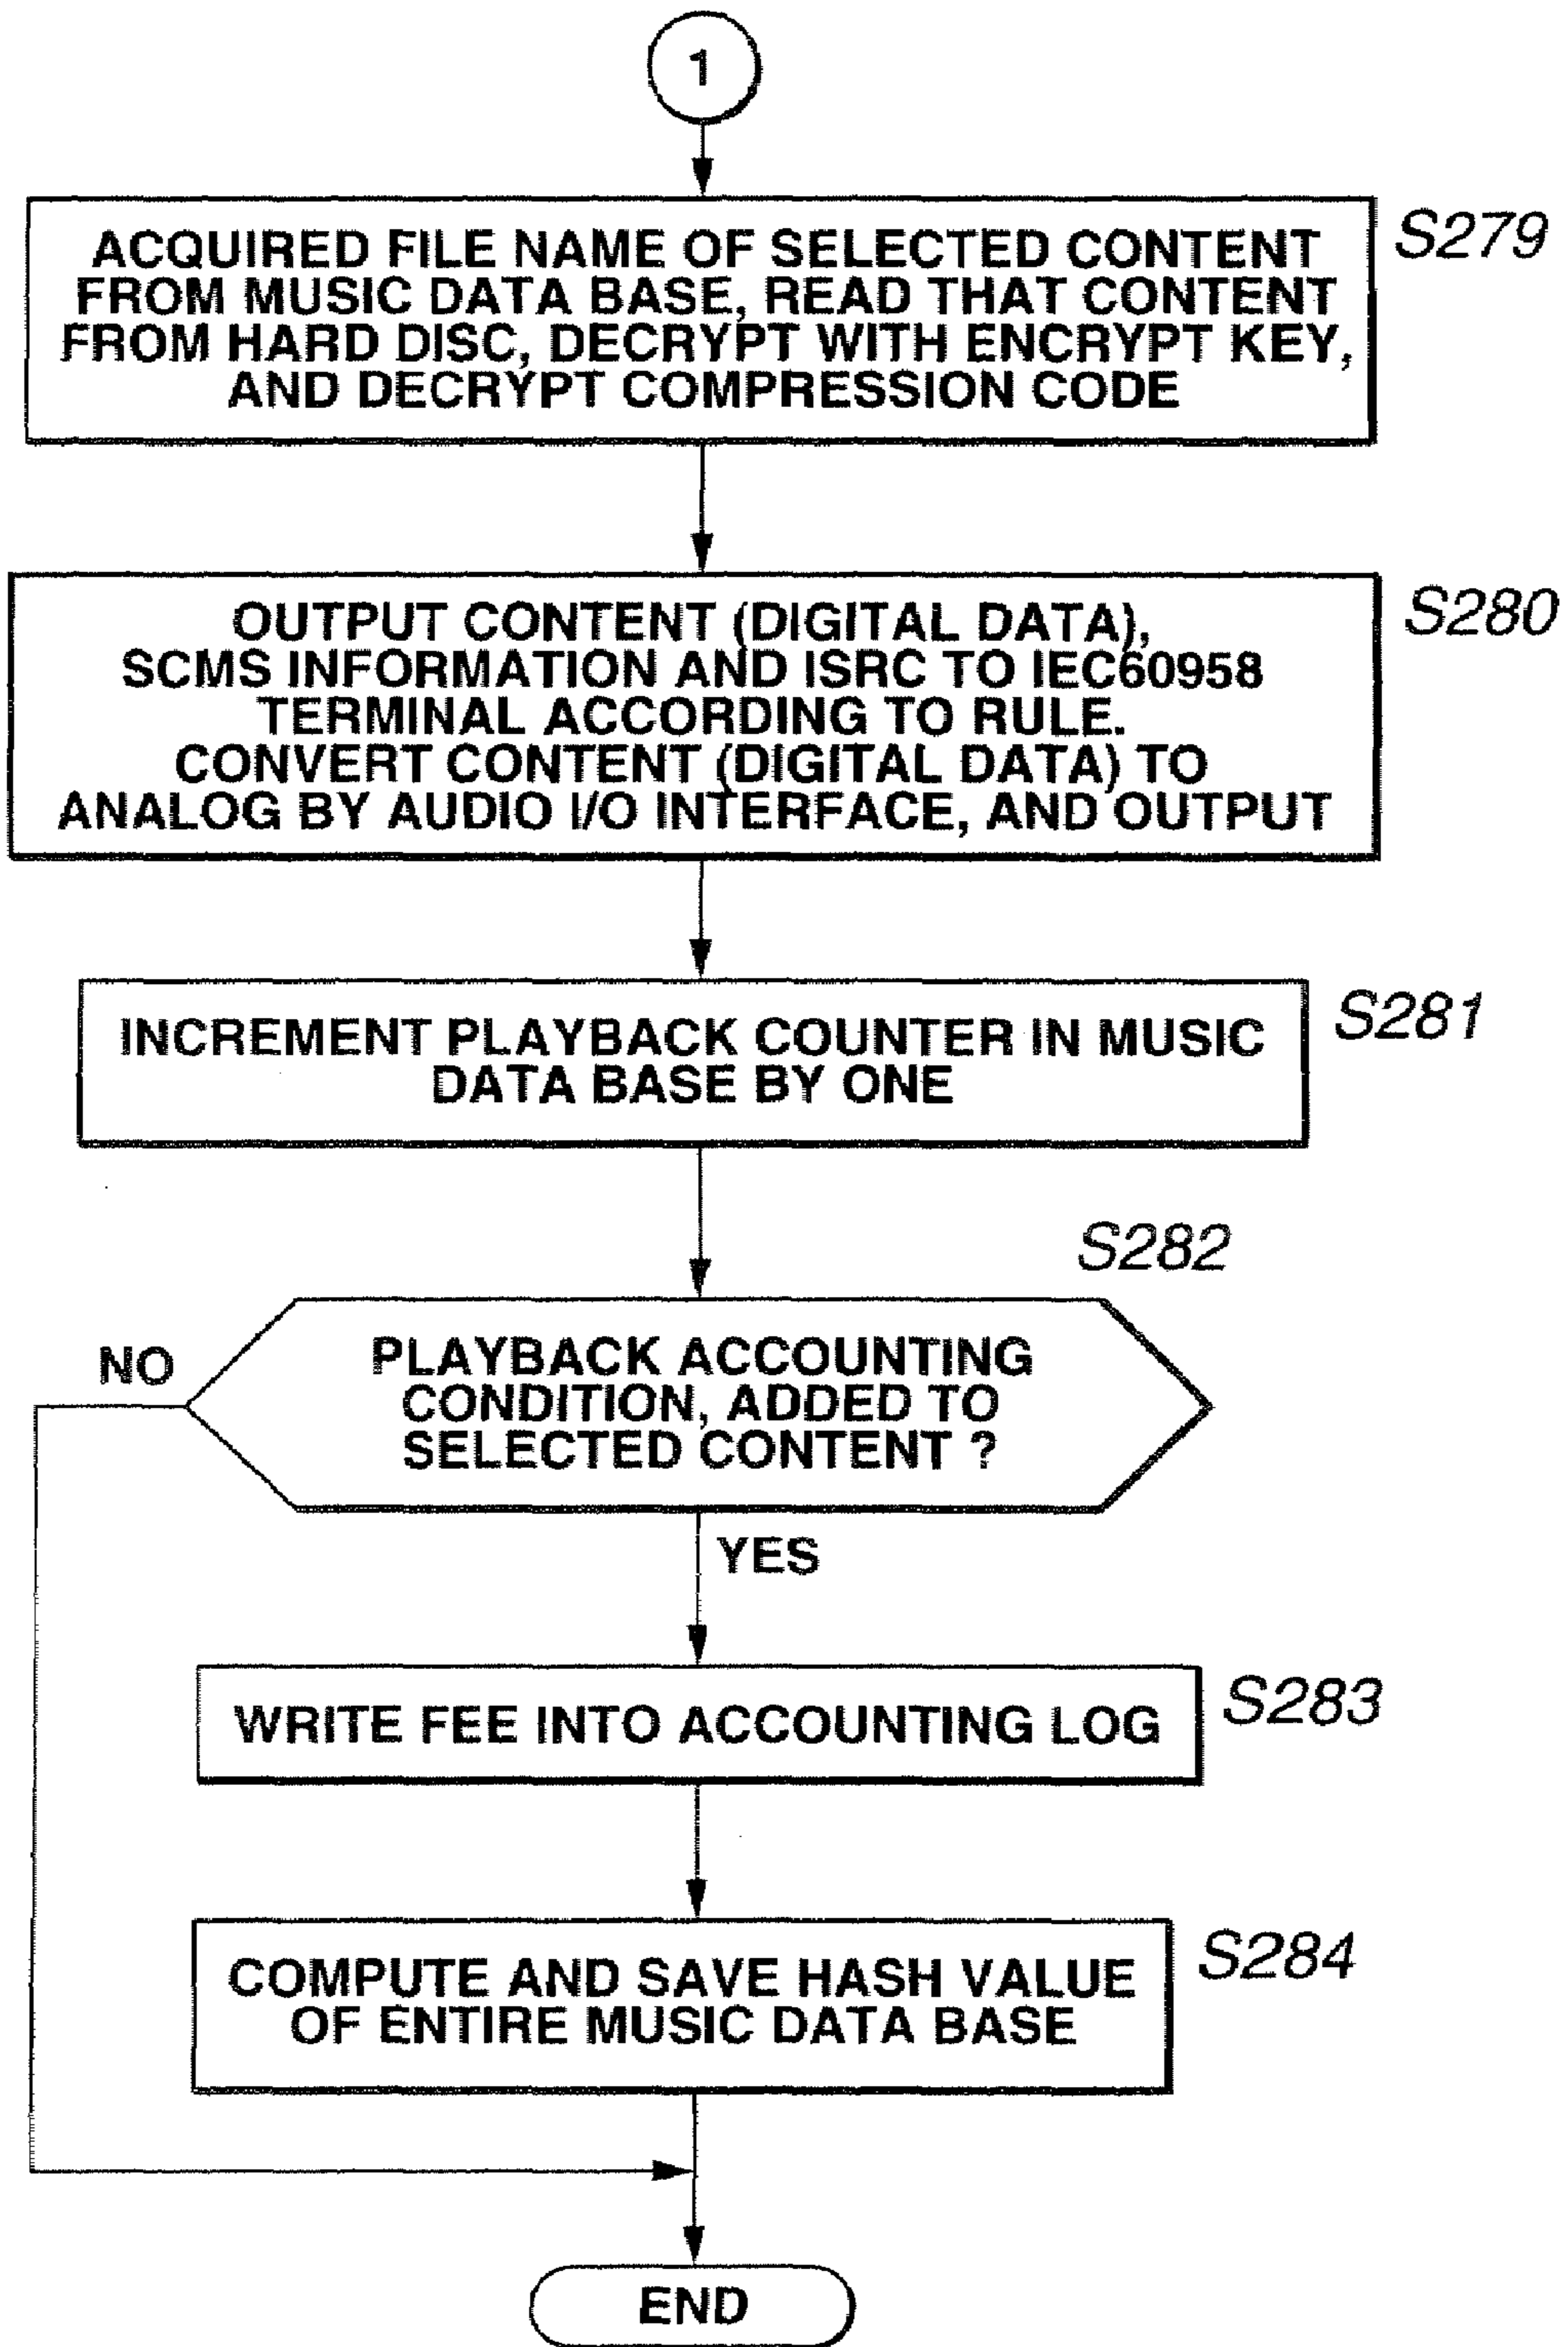 1
ACQUIRED FILE NAME OF SELECTED CONTENT
FROM MUSIC DATA BASE, READ THAT CONTENT
FROM HARD DISC, DECRYPT WITH ENCRYPT KEY,
AND DECRYPT COMPRESSION CODE
S279
OUTPUT CONTENT (DIGITAL DATA),
SCMS INFORMATION AND ISRC TO IEC60958
TERMINAL ACCORDING TO RULE.
CONVERT CONTENT (DIGITAL DATA) TO
ANALOG BY AUDIO I/O INTERFACE, AND OUTPUT
S280
INCREMENT PLAYBACK COUNTER IN MUSIC
DATA BASE BY ONE
S281
S282
PLAYBACK ACCOUNTING
CONDITION, ADDED TO
SELECTED CONTENT ?
NO
YES
WRITE FEE INTO ACCOUNTING LOG
S283
COMPUTE AND SAVE HASH VALUE
OF ENTIRE MUSIC DATA BASE
S284
END